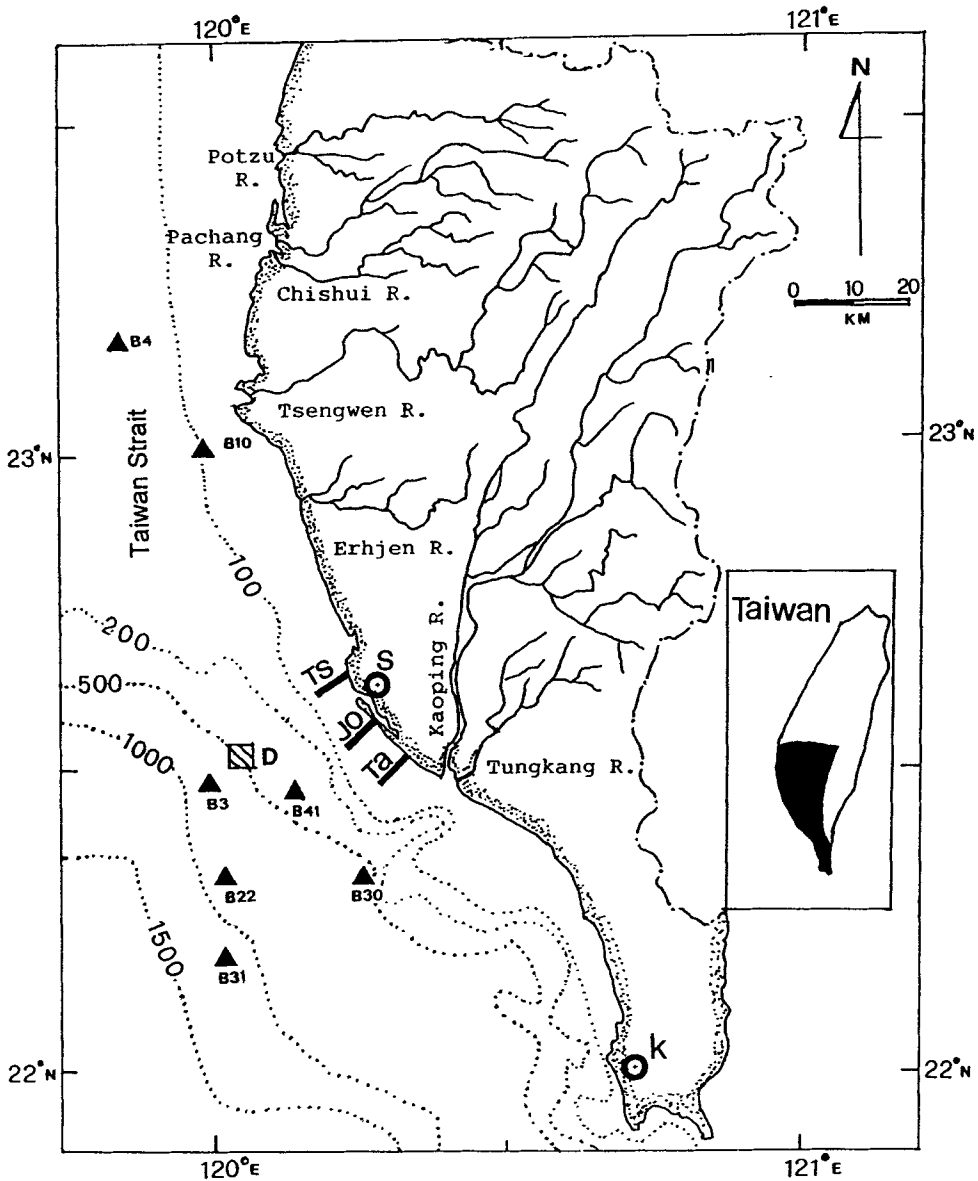 120°E
121°E
N
Potzu
R.
Pachang
R.
Chishui R.
0 10 20
KM
B4
Tsengwen R.
Taiwan Strait
B10
23°N
23°N
Erhjen R.
100
Taiwan
200
Kaoping R.
S
TS
500
JO
1000
D
Ta
Tungkang R.
B3
B41
B22
B30
1500
B31
k
22°N
22°N
120°E
121°E